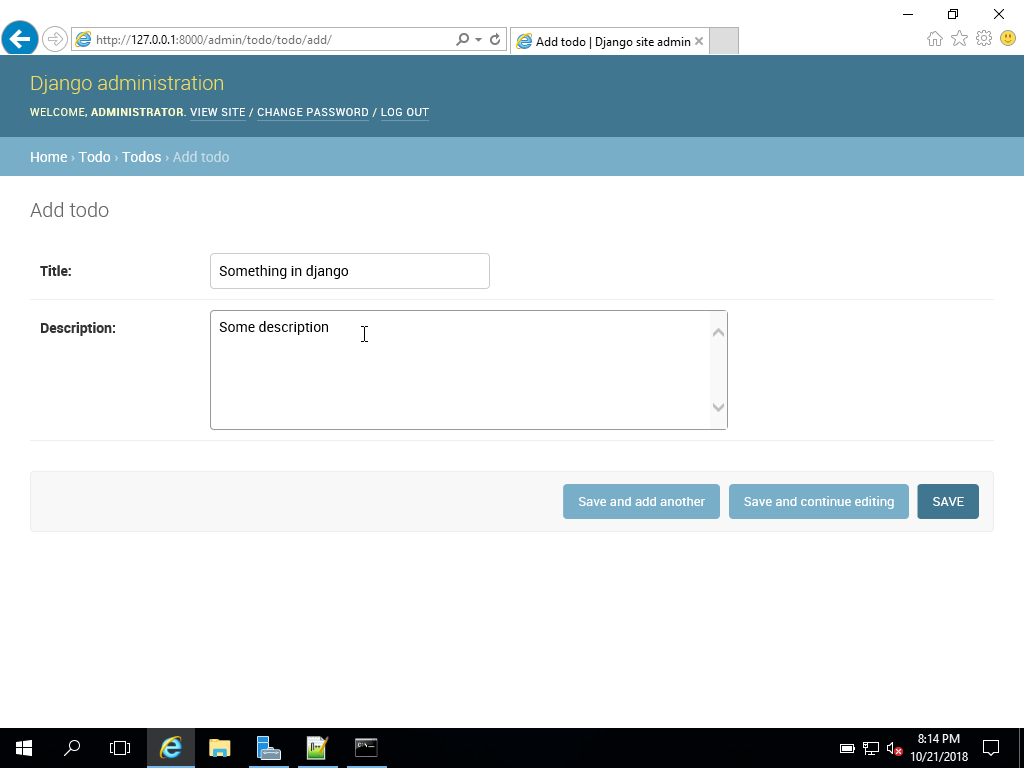 http://127.0.0.1:8000/admin/todo/todo/add/
Add todo | Django site admin
Django administration
WELCOME, ADMINISTRATOR. VIEW SITE / CHANGE PASSWORD / LOG OUT
Home › Todo › Todos › Add todo
Add todo
Title: Something in django
Description: Some description
Save and add another Save and continue editing SAVE
8:14 PM
10/21/2018